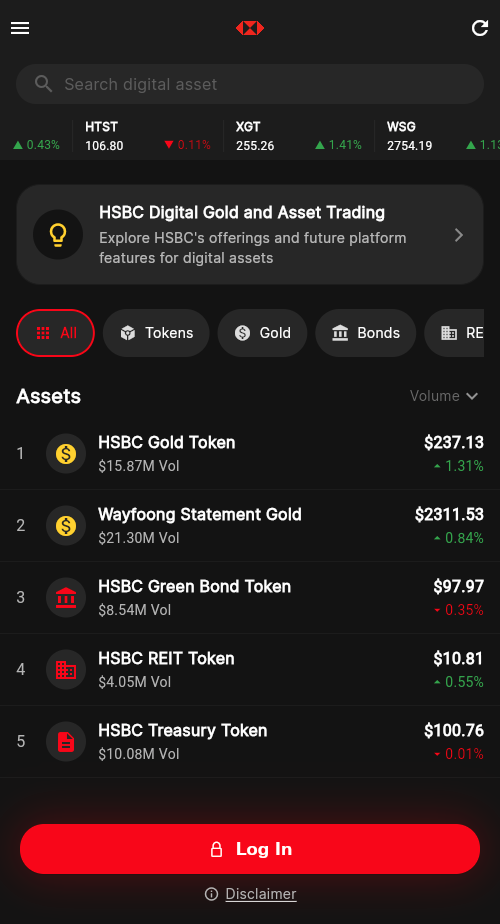 Search digital asset
0.43%
HTST
106.80
0.11%
XGT
255.26
1.41%
WSG
2754.19
HSBC Digital Gold and Asset Trading
Explore HSBC's offerings and future platform
features for digital assets
All
Tokens
Gold
Bonds
RE
Assets
Volume
1
HSBC Gold Token
$15.87M Vol
$237.13
1.31%
2
Wayfoong Statement Gold
$21.30M Vol
$2311.53
0.84%
3
HSBC Green Bond Token
$8.54M Vol
$97.97
0.35%
4
HSBC REIT Token
$4.05M Vol
$10.81
0.55%
5
HSBC Treasury Token
$10.08M Vol
$100.76
0.01%
Log In
Disclaimer